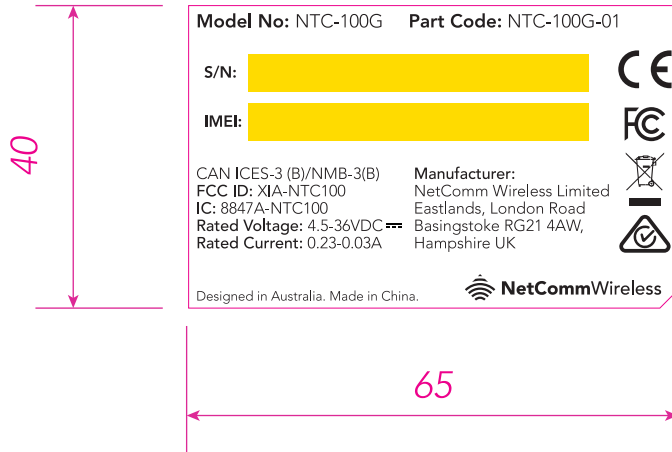 Model No: NTC-100G Part Code: NTC-100G-01
S/N:
IMEI:
CE
FC
CAN ICES-3 (B)/NMB-3(B)
FCC ID: XIA-NTC100
IC: 8847A-NTC100
Rated Voltage: 4.5-36VDC
Rated Current: 0.23-0.03A
Manufacturer:
NetComm Wireless Limited
Eastlands, London Road
Basingstoke RG21 4AW,
Hampshire UK
Designed in Australia. Made in China.
NetCommWireless
40
65